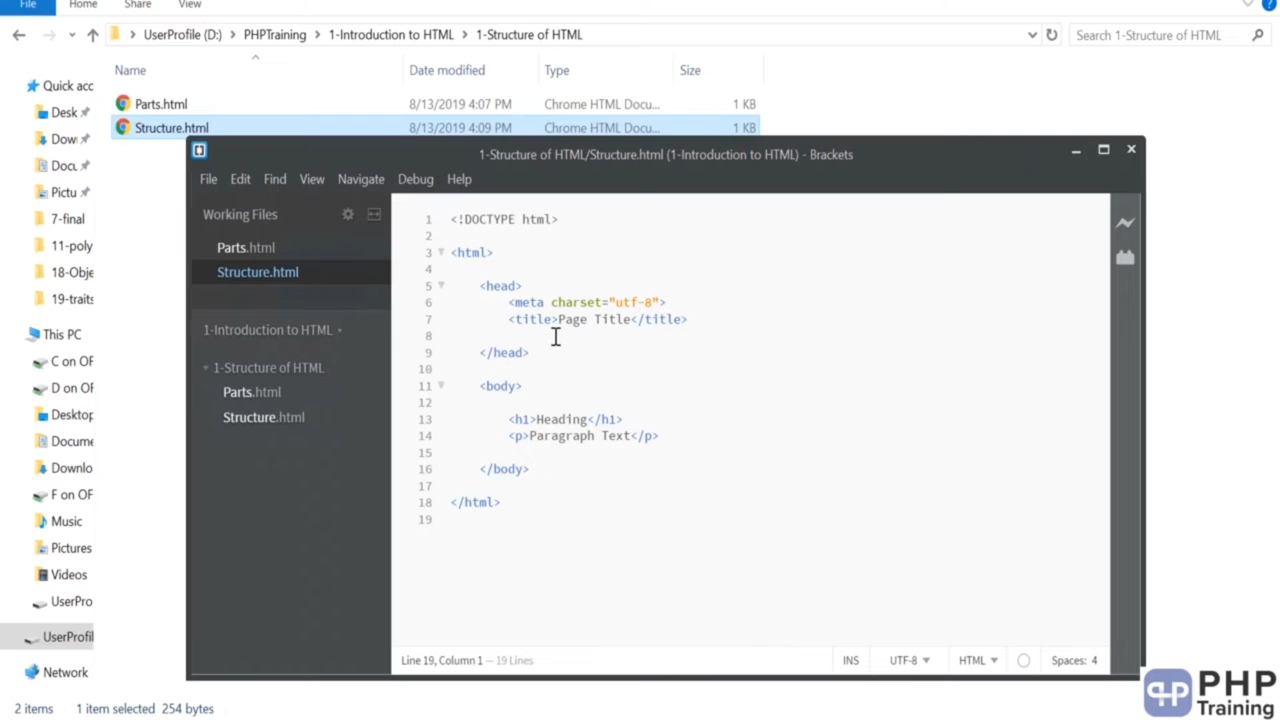 File Home Share View
UserProfile (D:) > PHPTraining > 1-Introduction to HTML > 1-Structure of HTML
Search 1-Structure of HTML
Name Date modified Type Size
Parts.html 8/13/2019 4:07 PM Chrome HTML Docu... 1 KB
Structure.html 8/13/2019 4:09 PM Chrome HTML Docu... 1 KB
Quick acc
Desk
Dow
Docu
Pictu
7-final
11-poly
18-Obje
19-traits
This PC
C on OF
D on OF
Desktop
Docume
Downlo
F on OF
Music
Pictures
Videos
UserPro
UserProfil
Network
2 items 1 item selected 254 bytes
1-Structure of HTML/Structure.html (1-Introduction to HTML) - Brackets
File Edit Find View Navigate Debug Help
Working Files
Parts.html
Structure.html
1-Introduction to HTML
1-Structure of HTML
Parts.html
Structure.html
1 <!DOCTYPE html>
2
3 <html>
4
5 <head>
6 <meta charset="utf-8">
7 <title>Page Title</title>
8
9 </head>
10
11 <body>
12
13 <h1>Heading</h1>
14 <p>Paragraph Text</p>
15
16 </body>
17
18 </html>
19
Line 19, Column 1 — 19 Lines
INS UTF-8 HTML Spaces: 4
PHP
Training